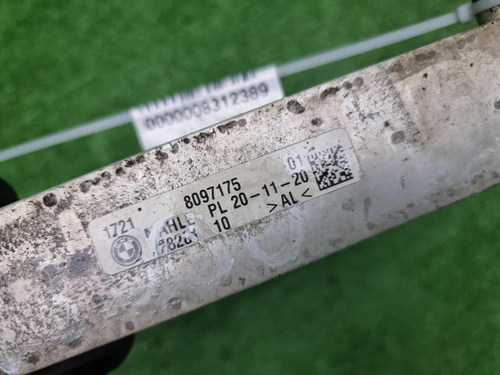 0000008312389
1721 8097175 01
MAHLE PL 20-11-20
10 >AL<